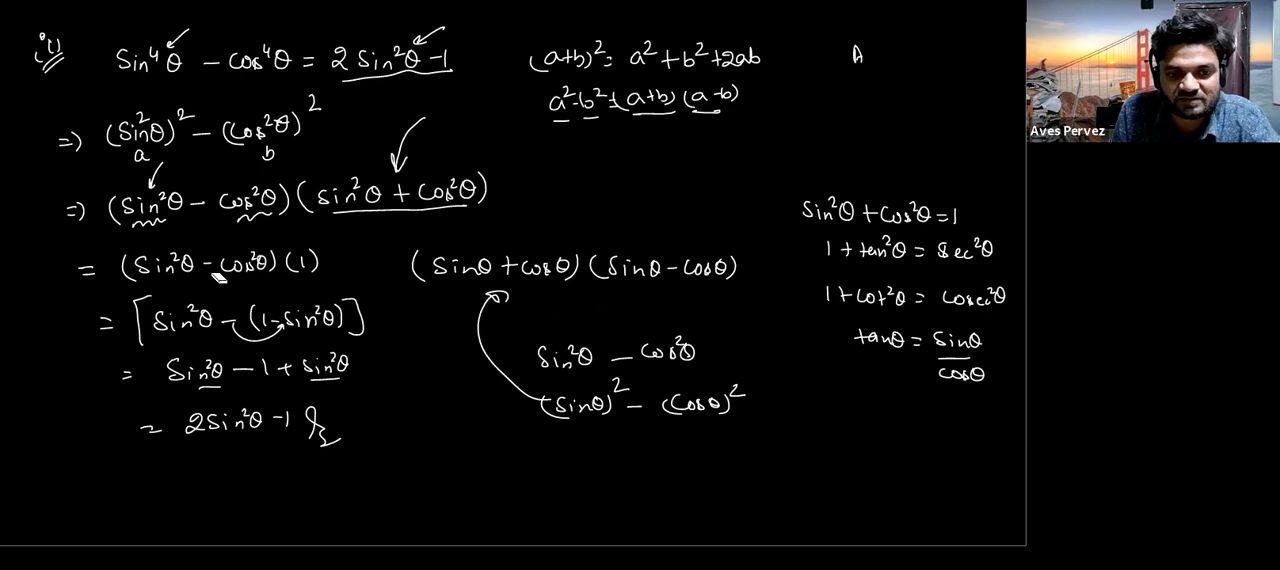 (i)
Sin⁴θ - cos⁴θ = 2 Sin²θ - 1
=) (Sin²θ)² - (cos²θ)²
a b
=) (Sin²θ - cos²θ) (sin²θ + cos²θ)
= (Sin²θ - cos²θ) (1)
= [Sin²θ - (1 - sin²θ)]
= Sin²θ - 1 + sin²θ
= 2Sin²θ - 1
(a+b)² = a² + b² + 2ab
a² - b² = (a+b) (a-b)
(Sinθ + cosθ) (Sinθ - cosθ)
Sin²θ - cos²θ
(Sinθ)² - (Cosθ)²
A
Sin²θ + cos²θ = 1
1 + tan²θ = sec²θ
1 + cot²θ = cosec²θ
tanθ = sinθ
cosθ
Aves Pervez